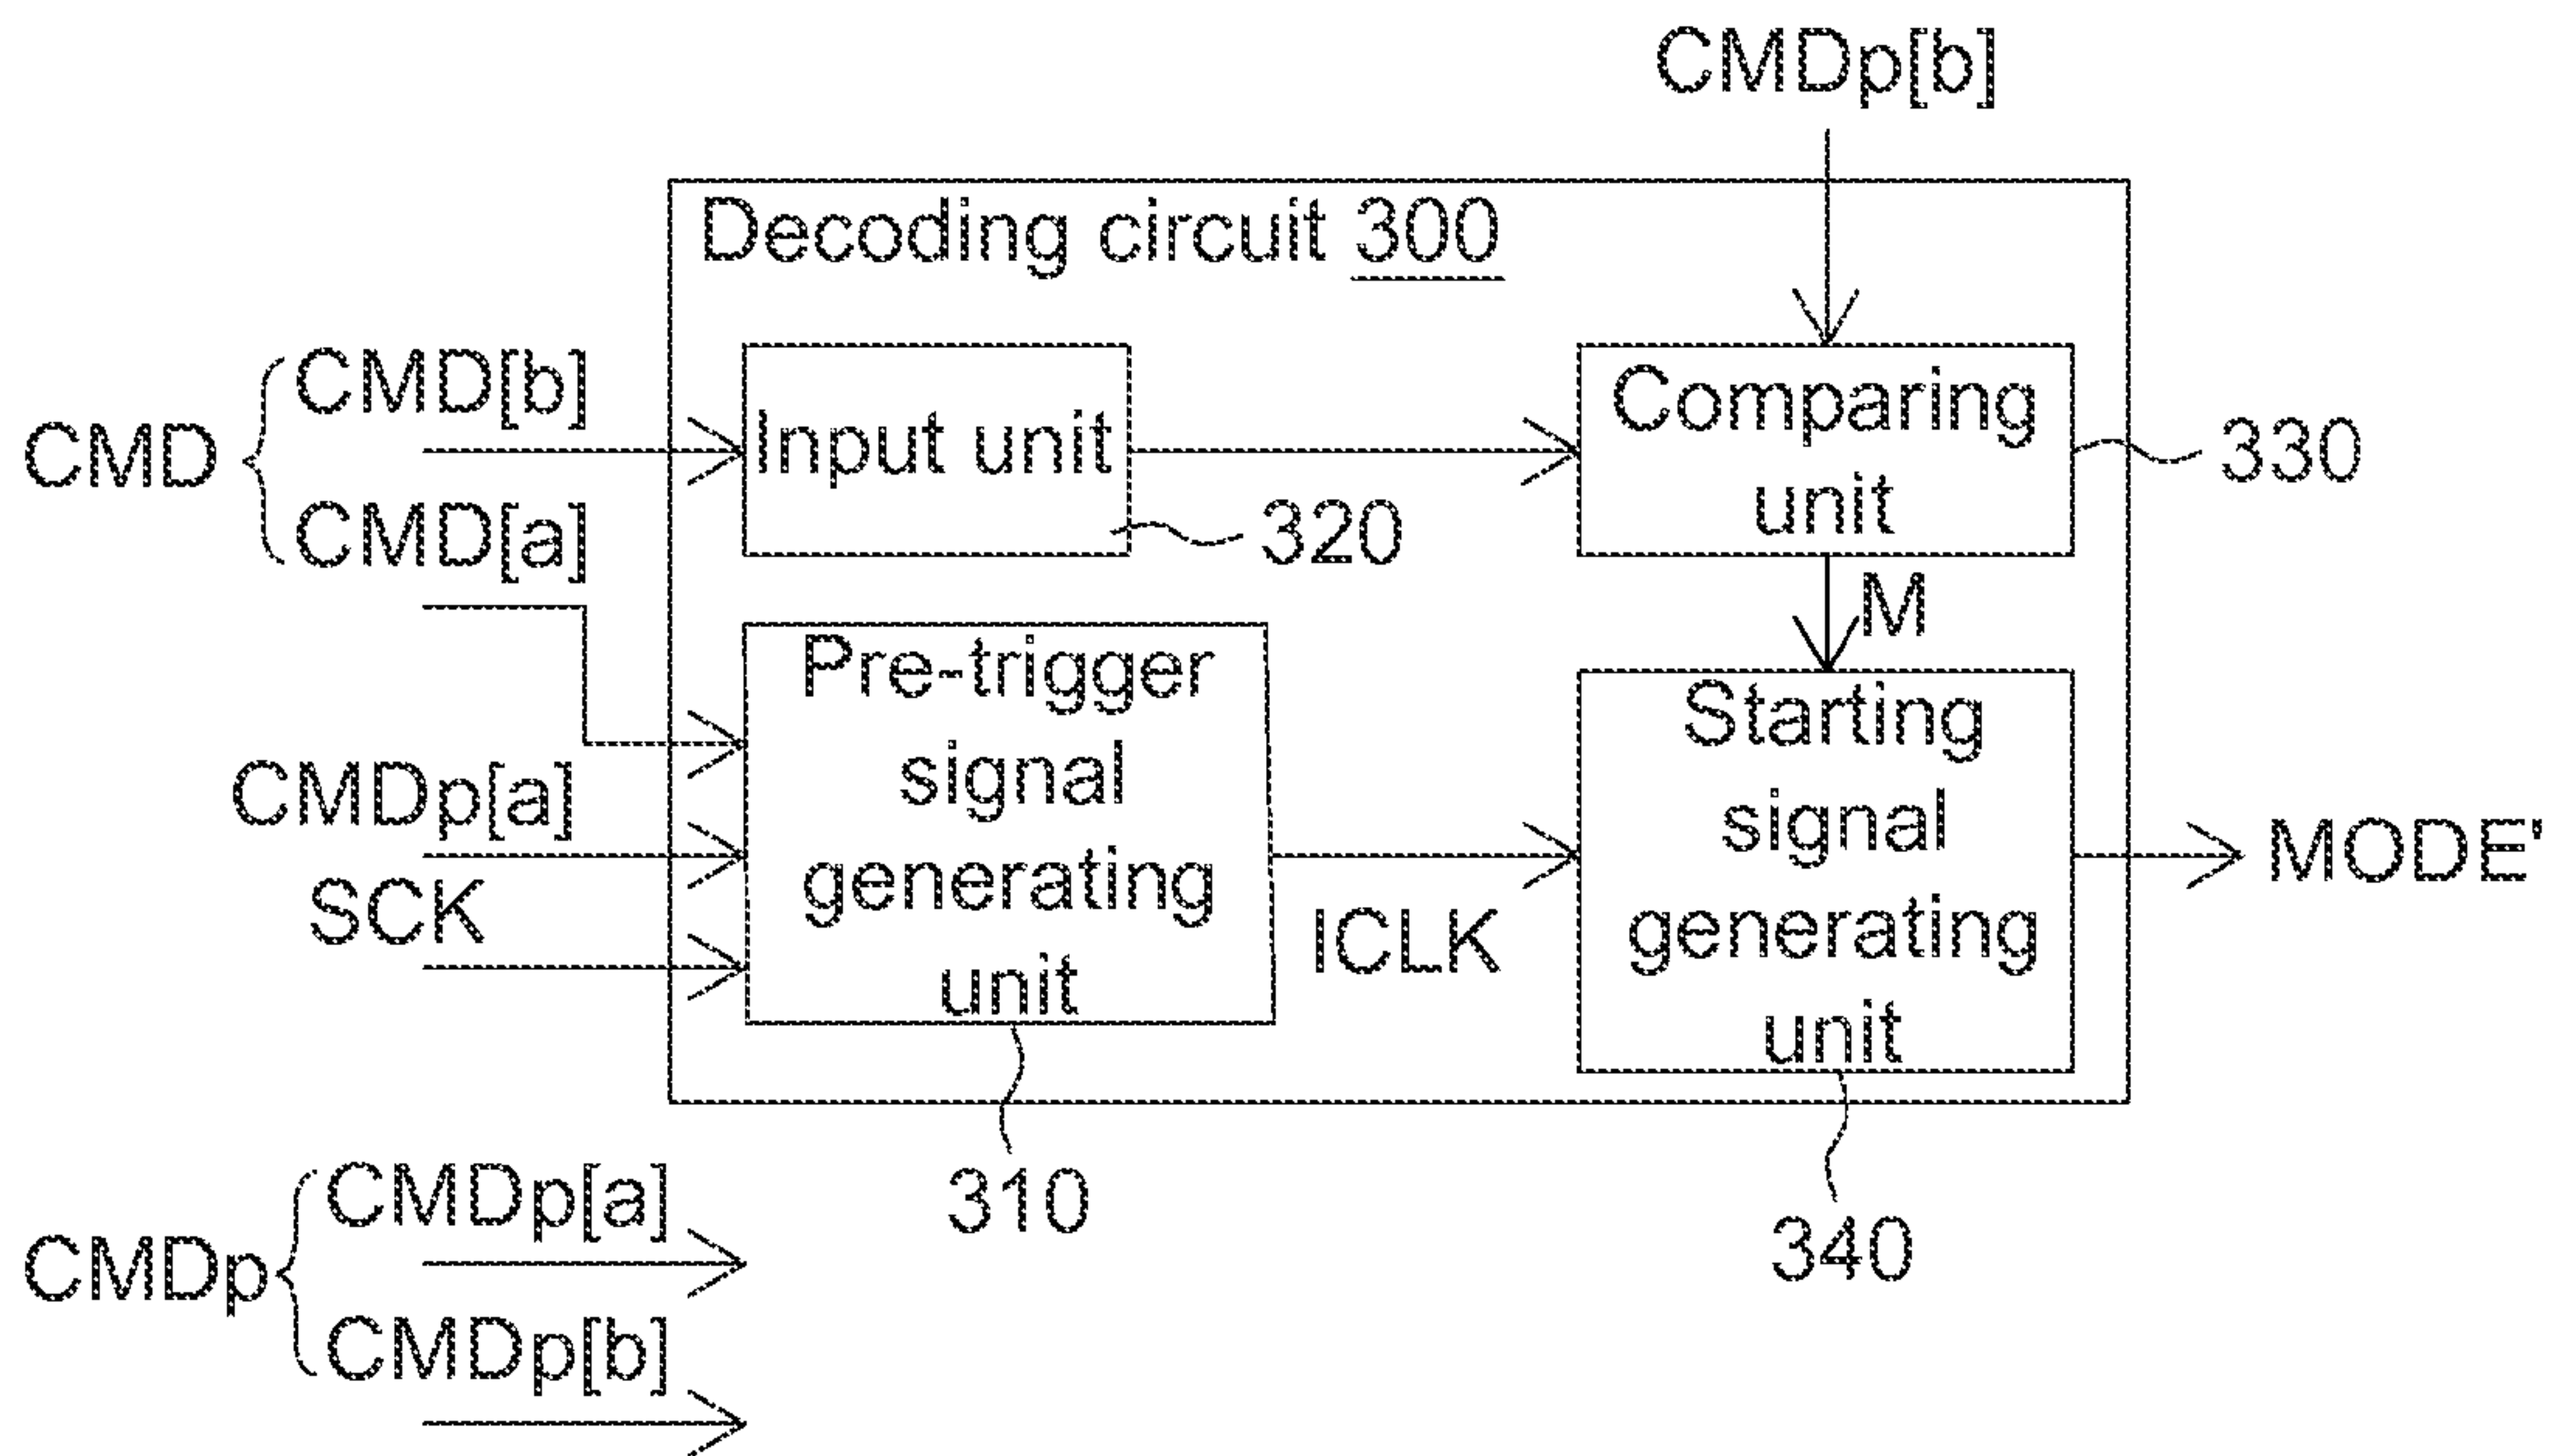 CMDp[b]
Decoding circuit 300
CMD
CMD[b]
CMD[a]
Input unit
320
Comparing
unit
330
M
Pre-trigger
signal
generating
unit
310
CMDp[a]
SCK
ICLK
Starting
signal
generating
unit
340
MODE'
CMDp
CMDp[a]
CMDp[b]